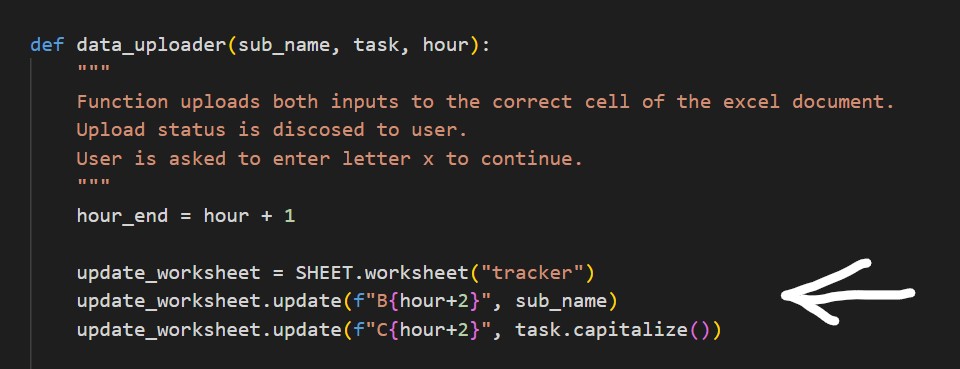 def data_uploader(sub_name, task, hour):
"""
Function uploads both inputs to the correct cell of the excel document.
Upload status is discosed to user.
User is asked to enter letter x to continue.
"""
hour_end = hour + 1
update_worksheet = SHEET.worksheet("tracker")
update_worksheet.update(f"B{hour+2}", sub_name)
update_worksheet.update(f"C{hour+2}", task.capitalize())